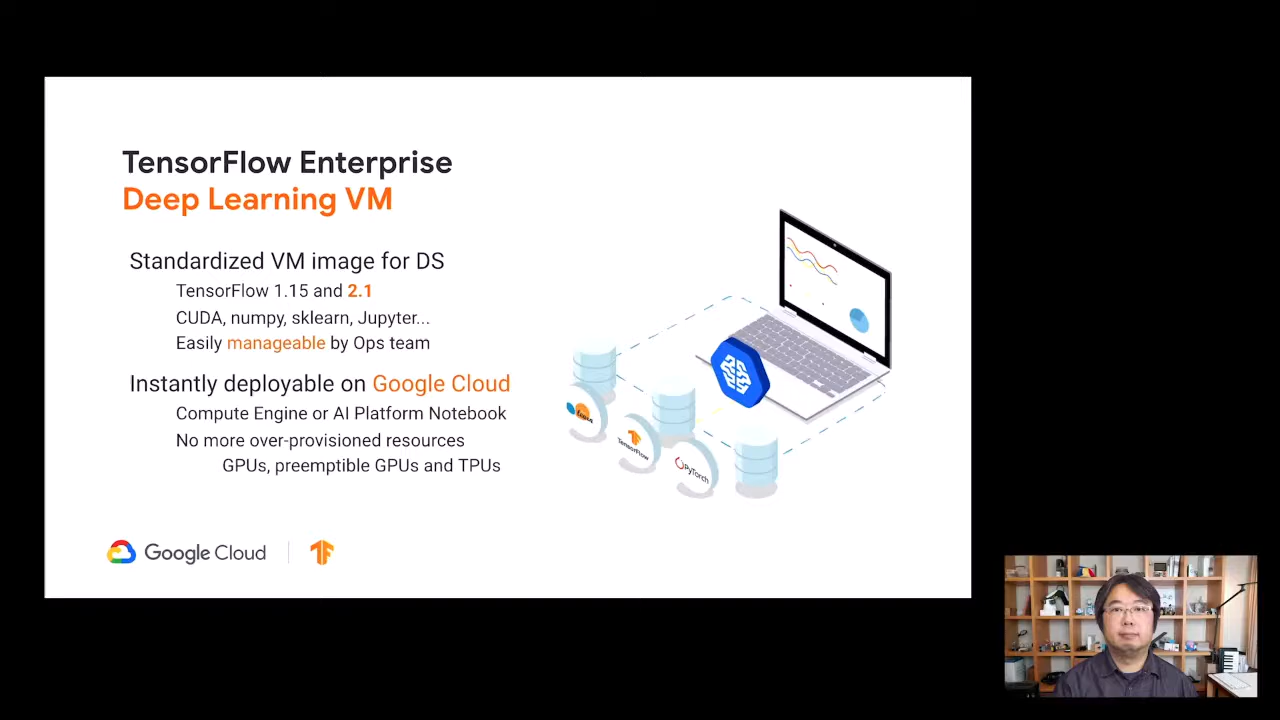 TensorFlow Enterprise
Deep Learning VM
Standardized VM image for DS
TensorFlow 1.15 and 2.1
CUDA, numpy, sklearn, Jupyter...
Easily manageable by Ops team
Instantly deployable on Google Cloud
Compute Engine or AI Platform Notebook
No more over-provisioned resources
GPUs, preemptible GPUs and TPUs
TensorFlow
PyTorch
Google Cloud